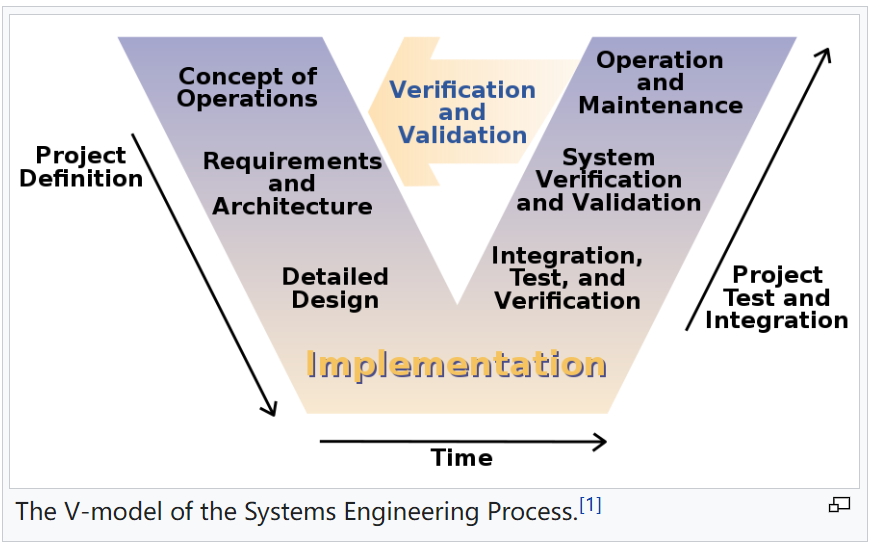 Concept of
Operations
Verification
and
Validation
Operation
and
Maintenance
Project
Definition
Requirements
and
Architecture
System
Verification
and Validation
Detailed
Design
Integration,
Test, and
Verification
Project
Test and
Integration
Implementation
Time
The V-model of the Systems Engineering Process.[1]